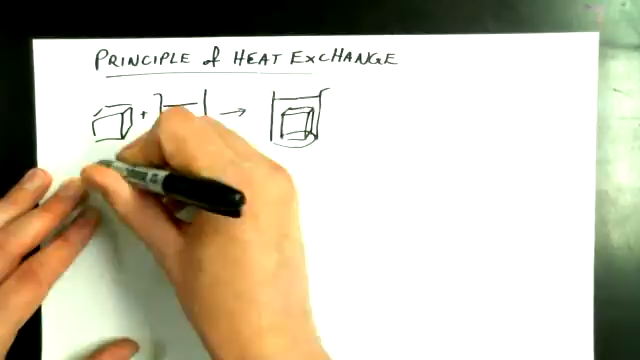 PRINCIPLE of HEAT EXCHANGE
+ →